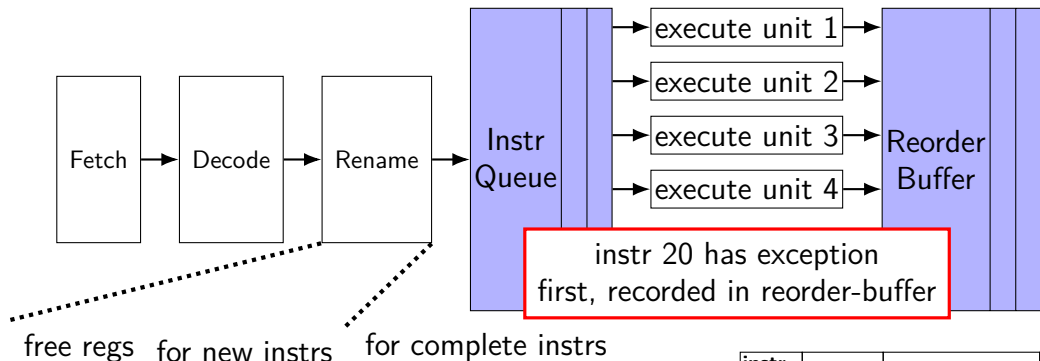 Fetch
Decode
Rename
Instr
Queue
execute unit 1
execute unit 2
execute unit 3
execute unit 4
Reorder
Buffer
instr 20 has exception
first, recorded in reorder-buffer
free regs
for new instrs
for complete instrs
instr